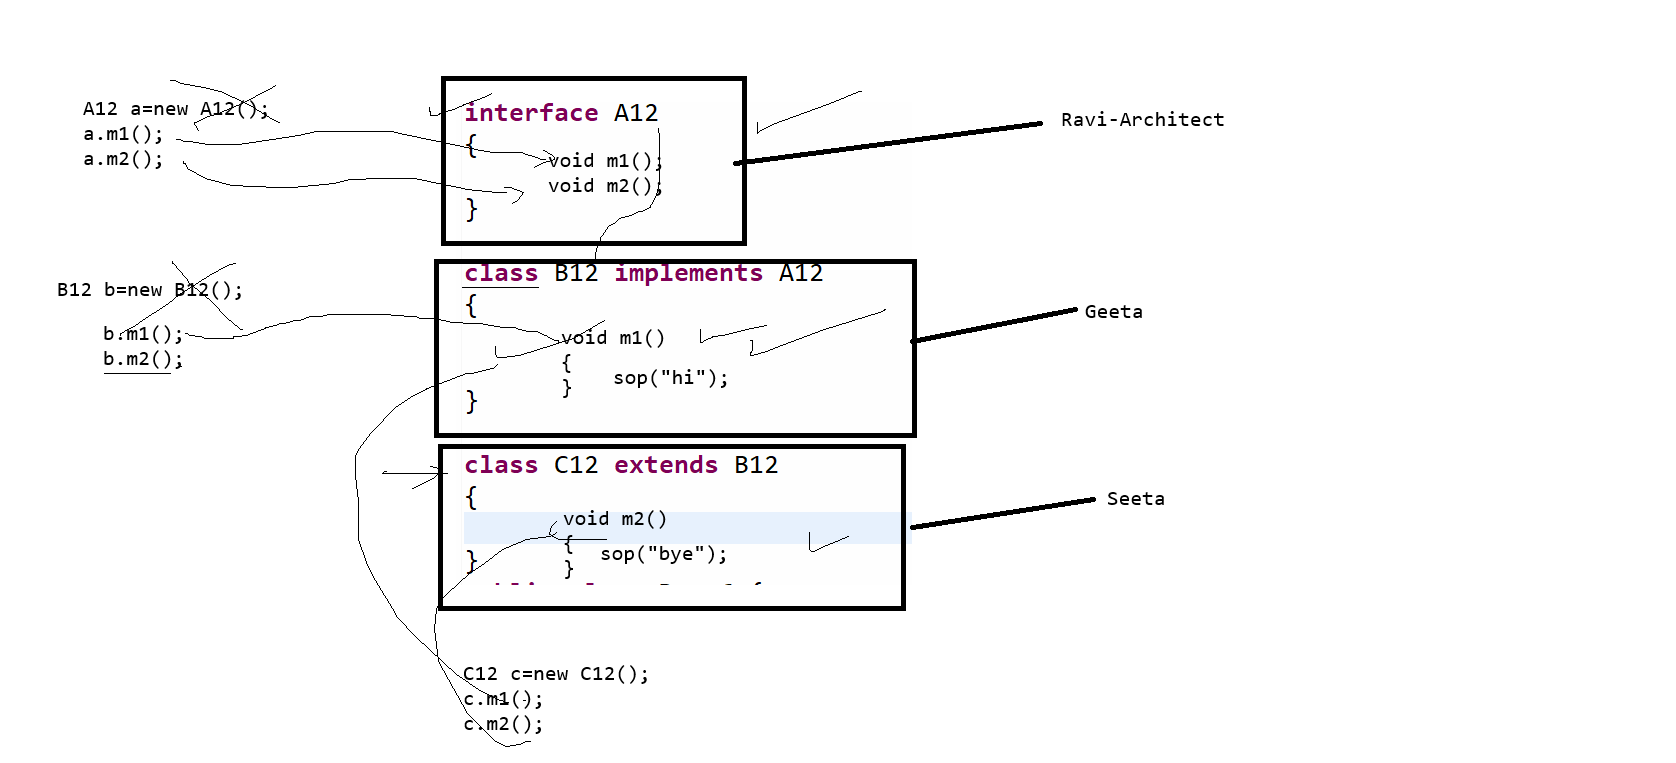 A12 a=new A12();
a.m1();
a.m2();
interface A12
{
void m1();
void m2();
}
Ravi-Architect
B12 b=new B12();
b.m1();
b.m2();
class B12 implements A12
{
void m1()
{
sop("hi");
}
}
Geeta
class C12 extends B12
{
void m2()
{
sop("bye");
}
}
Seeta
C12 c=new C12();
c.m1();
c.m2();